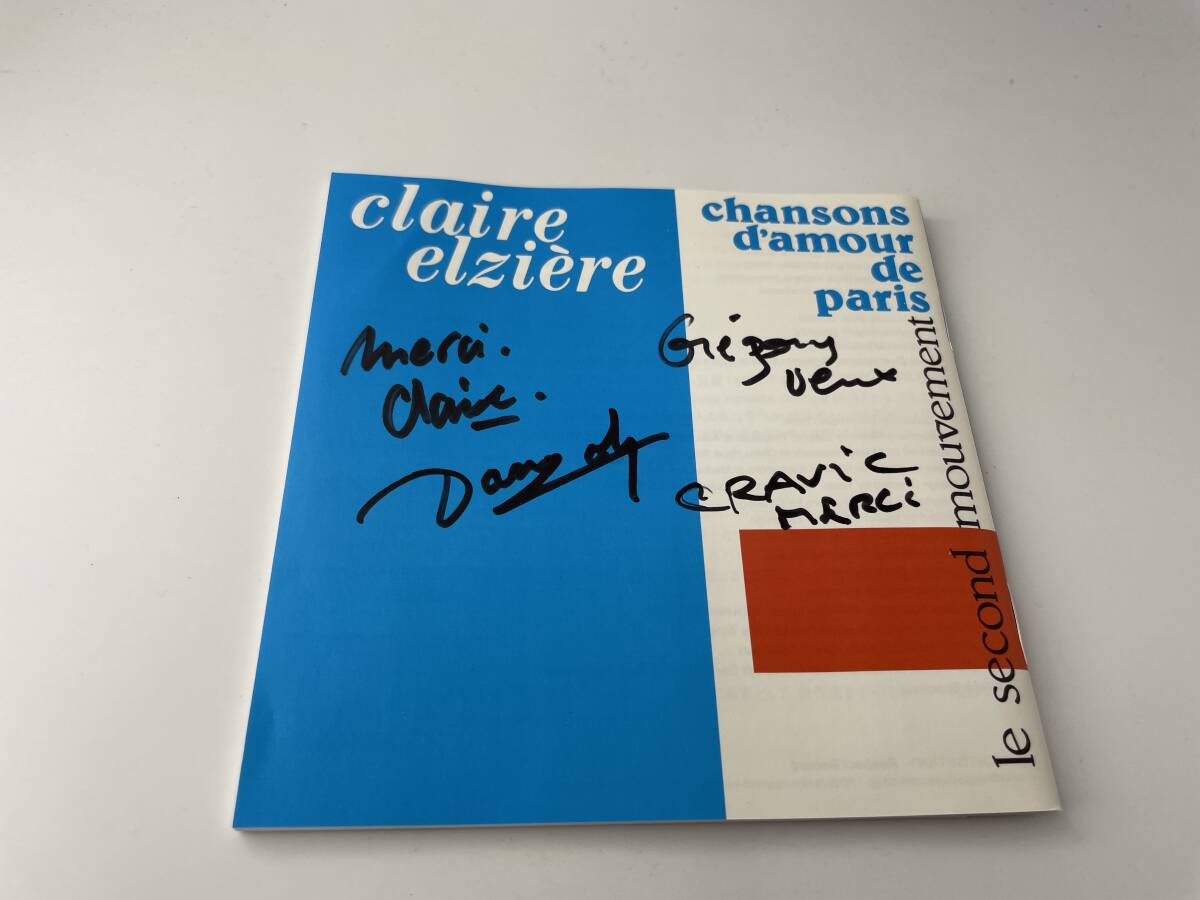 claire
elzière
chansons
d'amour
de
paris
le second mouvement
merci.
Claire.
Grégory
Veux
CRAVIC
MERCI